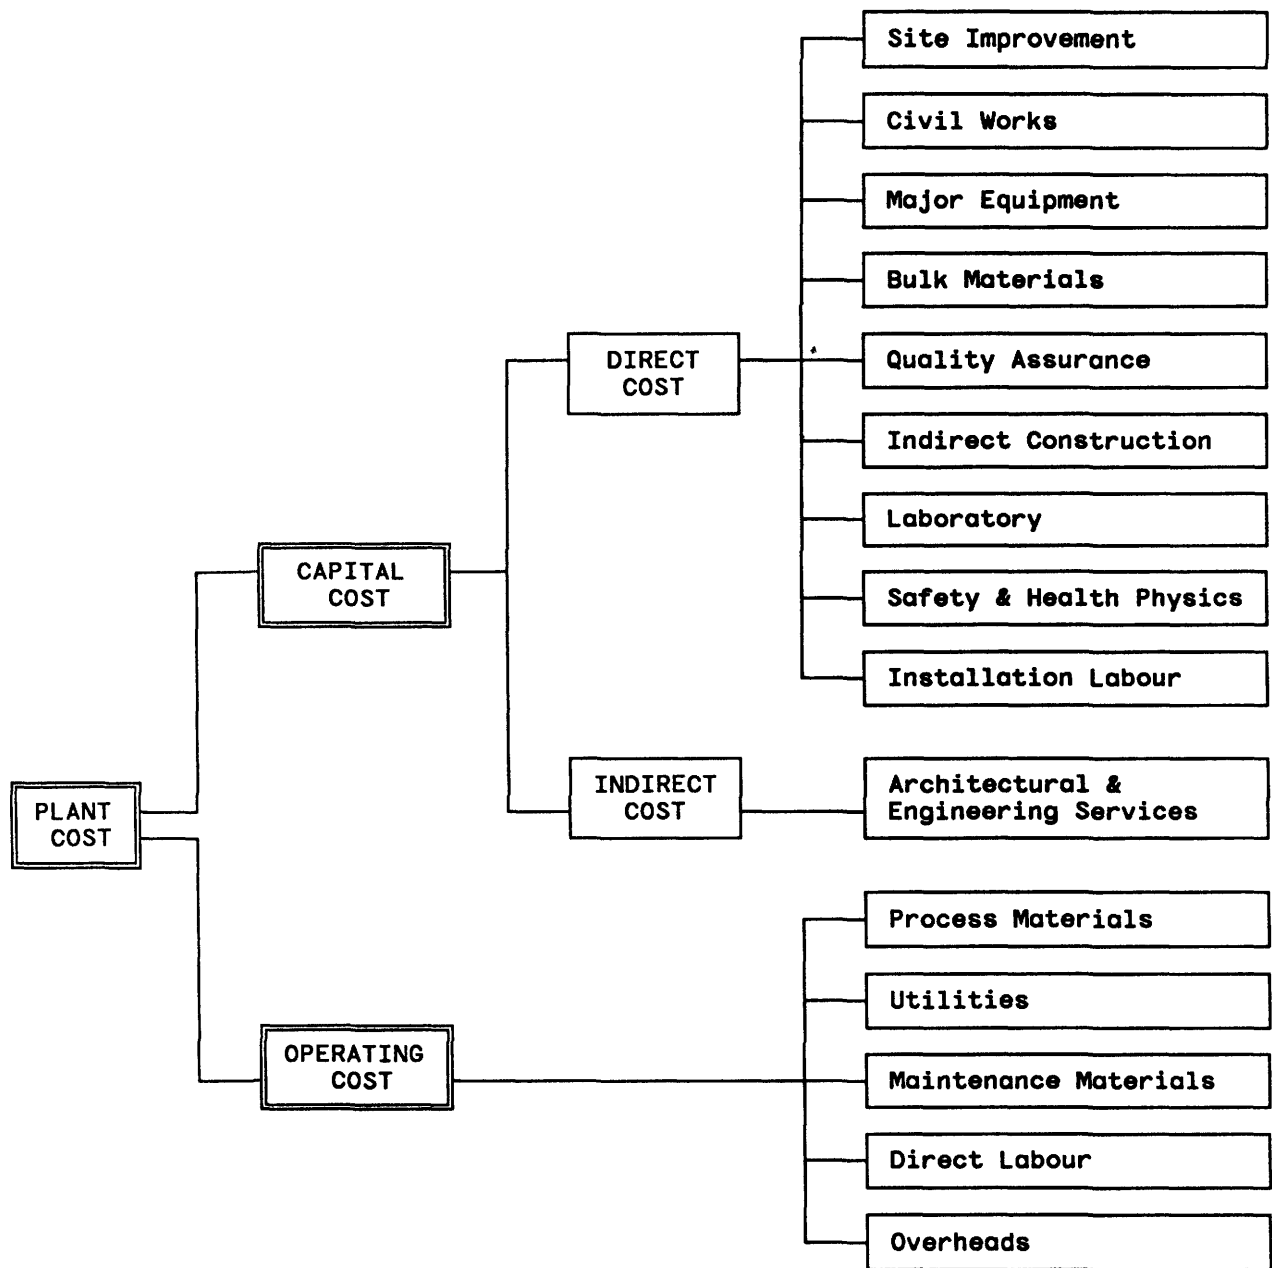 Site Improvement
Civil Works
Major Equipment
Bulk Materials
DIRECT
COST
Quality Assurance
Indirect Construction
Laboratory
CAPITAL
COST
Safety & Health Physics
Installation Labour
PLANT
COST
INDIRECT
COST
Architectural &
Engineering Services
Process Materials
Utilities
OPERATING
COST
Maintenance Materials
Direct Labour
Overheads